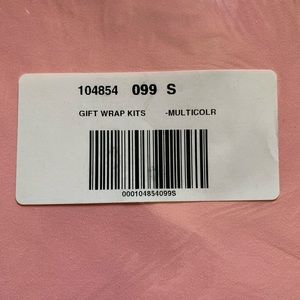 104854 099 S
GIFT WRAP KITS -MULTICOLR
000104854099S